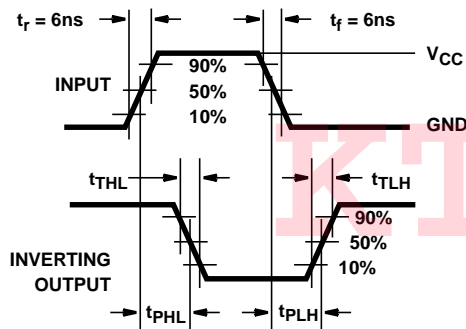 tr = 6ns
tf = 6ns
VCC
INPUT
90%
50%
10%
GND
tTHL
tTLH
90%
50%
10%
INVERTING
OUTPUT
tPHL
tPLH
KT